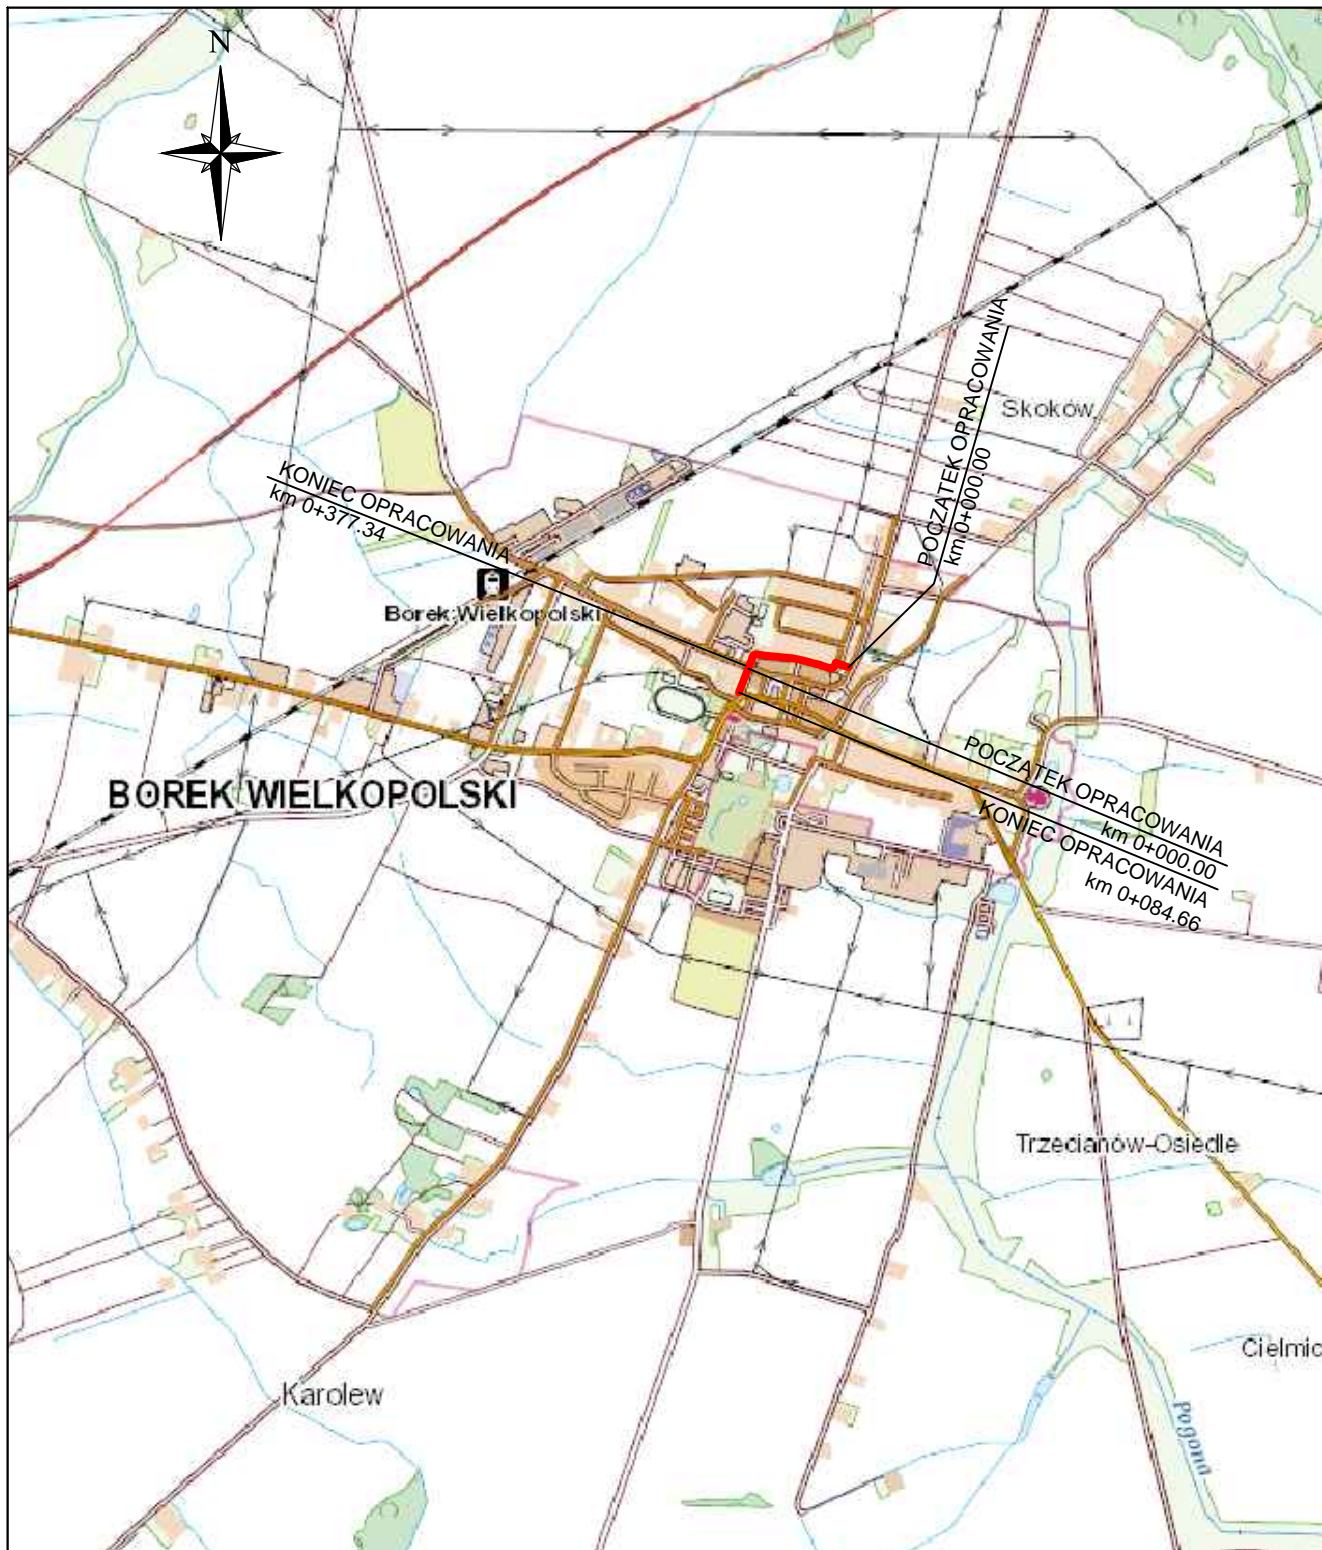 N
POCZĄTEK OPRACOWANIA
km 0+000.00
Skoków
KONIEC OPRACOWANIA
km 0+377.34
Borek Wielkopolski
BOREK WIELKOPOLSKI
POCZĄTEK OPRACOWANIA
km 0+000.00
KONIEC OPRACOWANIA
km 0+084.66
Trzecianów-Osiedle
Cielmic
Karolew
Pogona